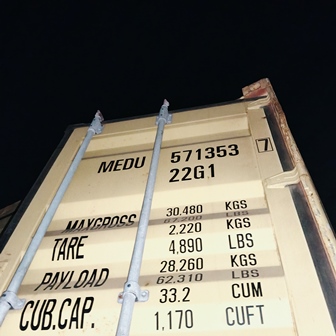 MEDU 571353 7
22G1
MAXGROSS 30.480 KGS
67.200 LBS
TARE 2.220 KGS
4,890 LBS
PAYLOAD 28.260 KGS
62.310 LBS
CUB.CAP. 33.2 CUM
1,170 CUFT